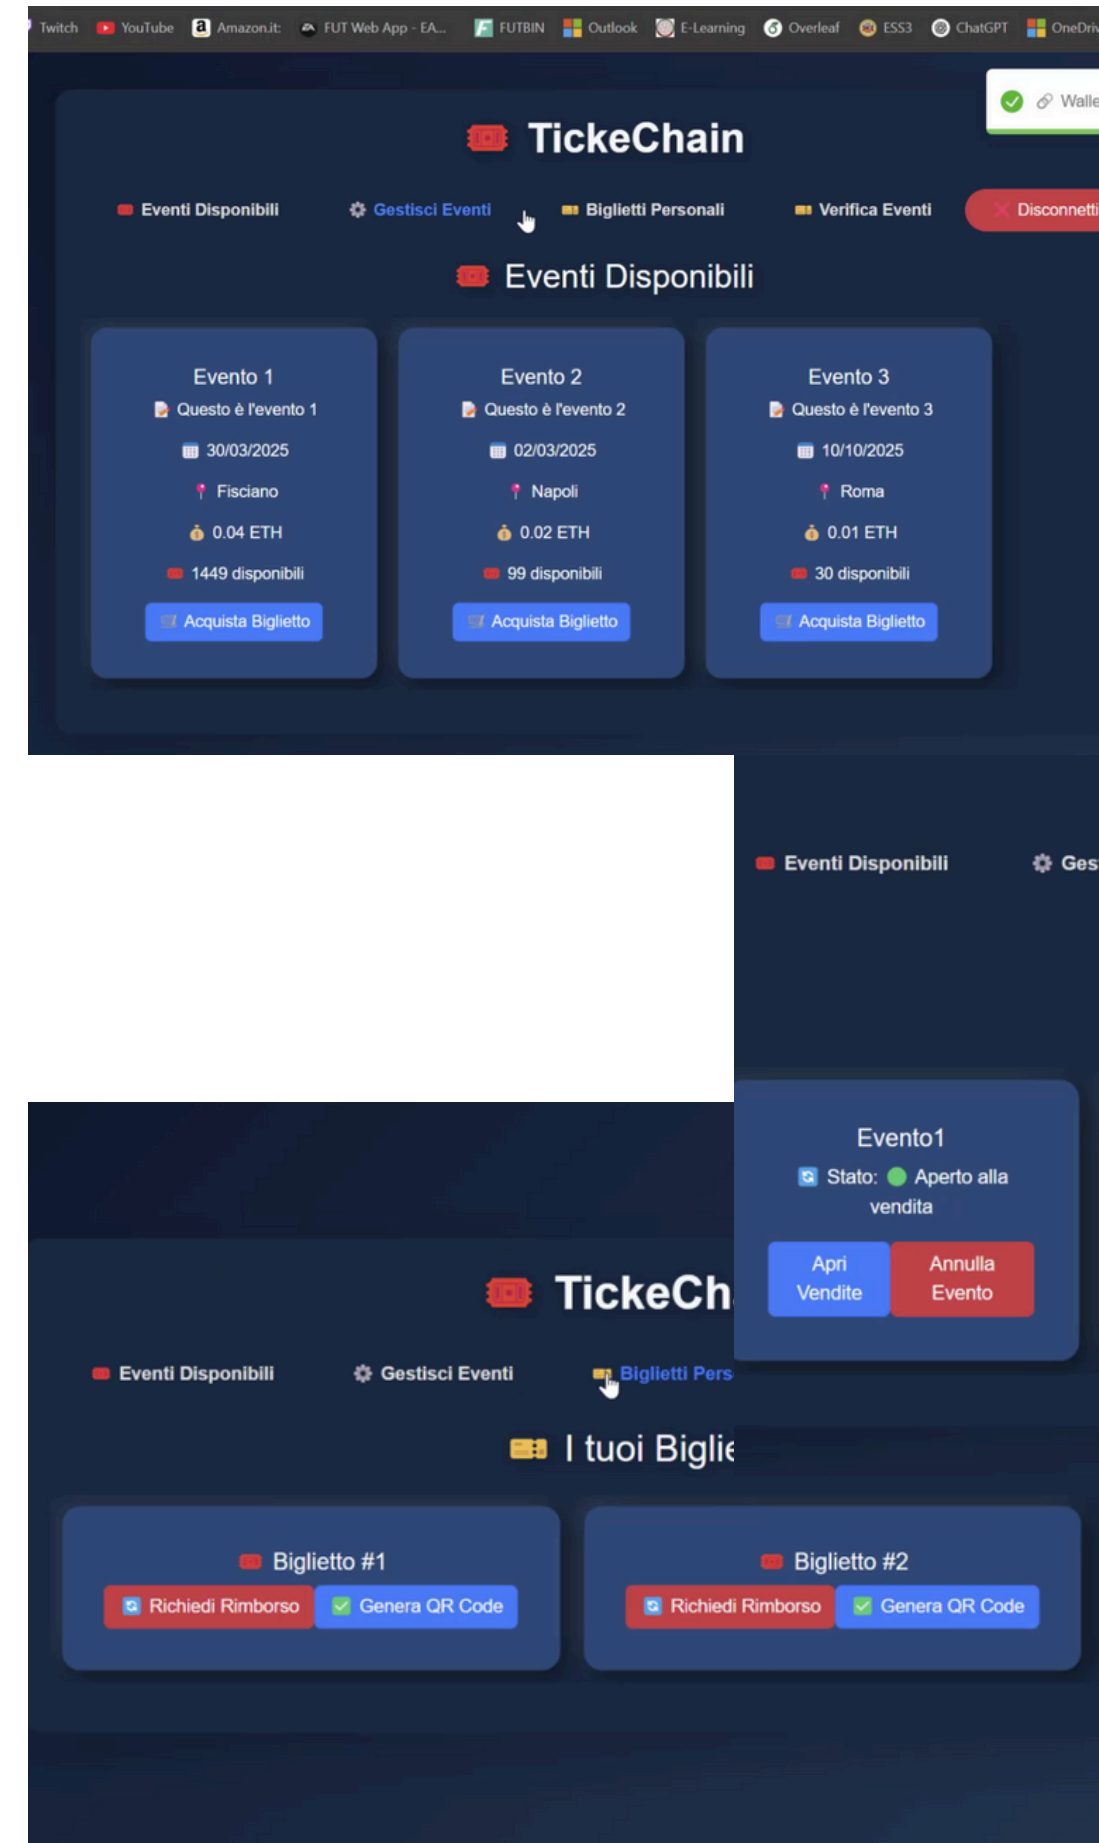 Twitch YouTube Amazon.it: FUT Web App - EA... FUTBIN Outlook E-Learning Overleaf ESS3 ChatGPT OneDriv
Walle
TickeChain
Eventi Disponibili Gestisci Eventi Biglietti Personali Verifica Eventi Disconnetti
Eventi Disponibili
Evento 1
Questo è l'evento 1
30/03/2025
Fisciano
0.04 ETH
1449 disponibili
Acquista Biglietto
Evento 2
Questo è l'evento 2
02/03/2025
Napoli
0.02 ETH
99 disponibili
Acquista Biglietto
Evento 3
Questo è l'evento 3
10/10/2025
Roma
0.01 ETH
30 disponibili
Acquista Biglietto
Eventi Disponibili Ges
Evento1
Stato: Aperto alla
vendita
Apri
Vendite
Annulla
Evento
TickeCh
Eventi Disponibili Gestisci Eventi Biglietti Pers
I tuoi Biglie
Biglietto #1
Richiedi Rimborso Genera QR Code
Biglietto #2
Richiedi Rimborso Genera QR Code